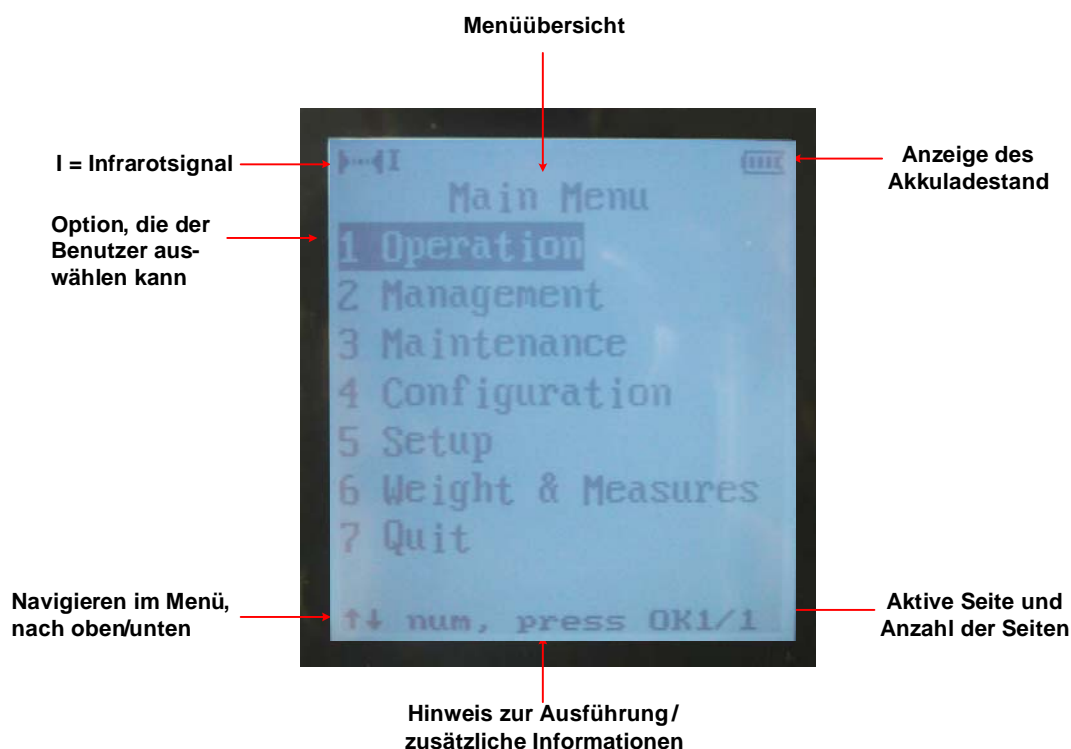 Menüübersicht
I = Infrarotsignal
I
Anzeige des
Akkuladestand
Main Menu
Option, die der
Benutzer aus-
wählen kann
1 Operation
2 Management
3 Maintenance
4 Configuration
5 Setup
6 Weight & Measures
7 Quit
Navigieren im Menü,
nach oben/unten
↑↓ num, press OK1/1
Aktive Seite und
Anzahl der Seiten
Hinweis zur Ausführung/
zusätzliche Informationen